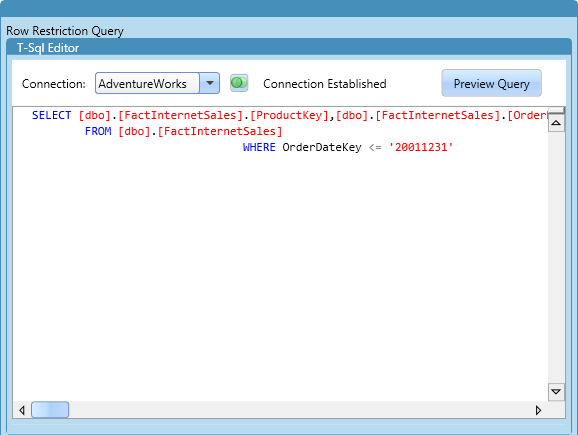 Row Restriction Query
T-Sql Editor
Connection: AdventureWorks Connection Established Preview Query
SELECT [dbo].[FactInternetSales].[ProductKey],[dbo].[FactInternetSales].[Order
FROM [dbo].[FactInternetSales]
WHERE OrderDateKey <= '20011231'